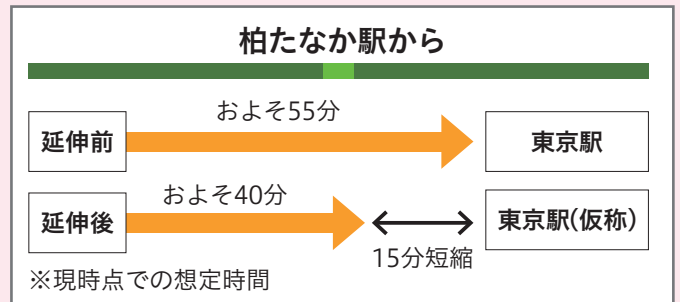 柏たなか駅から
およそ55分
延伸前
東京駅
およそ40分
延伸後
東京駅(仮称)
15分短縮
※現時点での想定時間